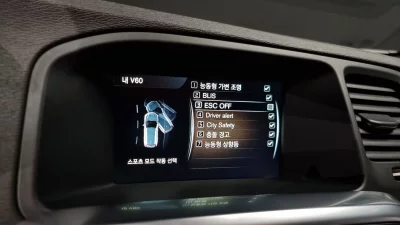 내 V60
1 능동형 가변 조명
2 BLIS
3 ESC OFF
4 Driver alert
5 City Safety
6 충돌 경고
7 능동형 상향등
스포츠 모드 작동 선택